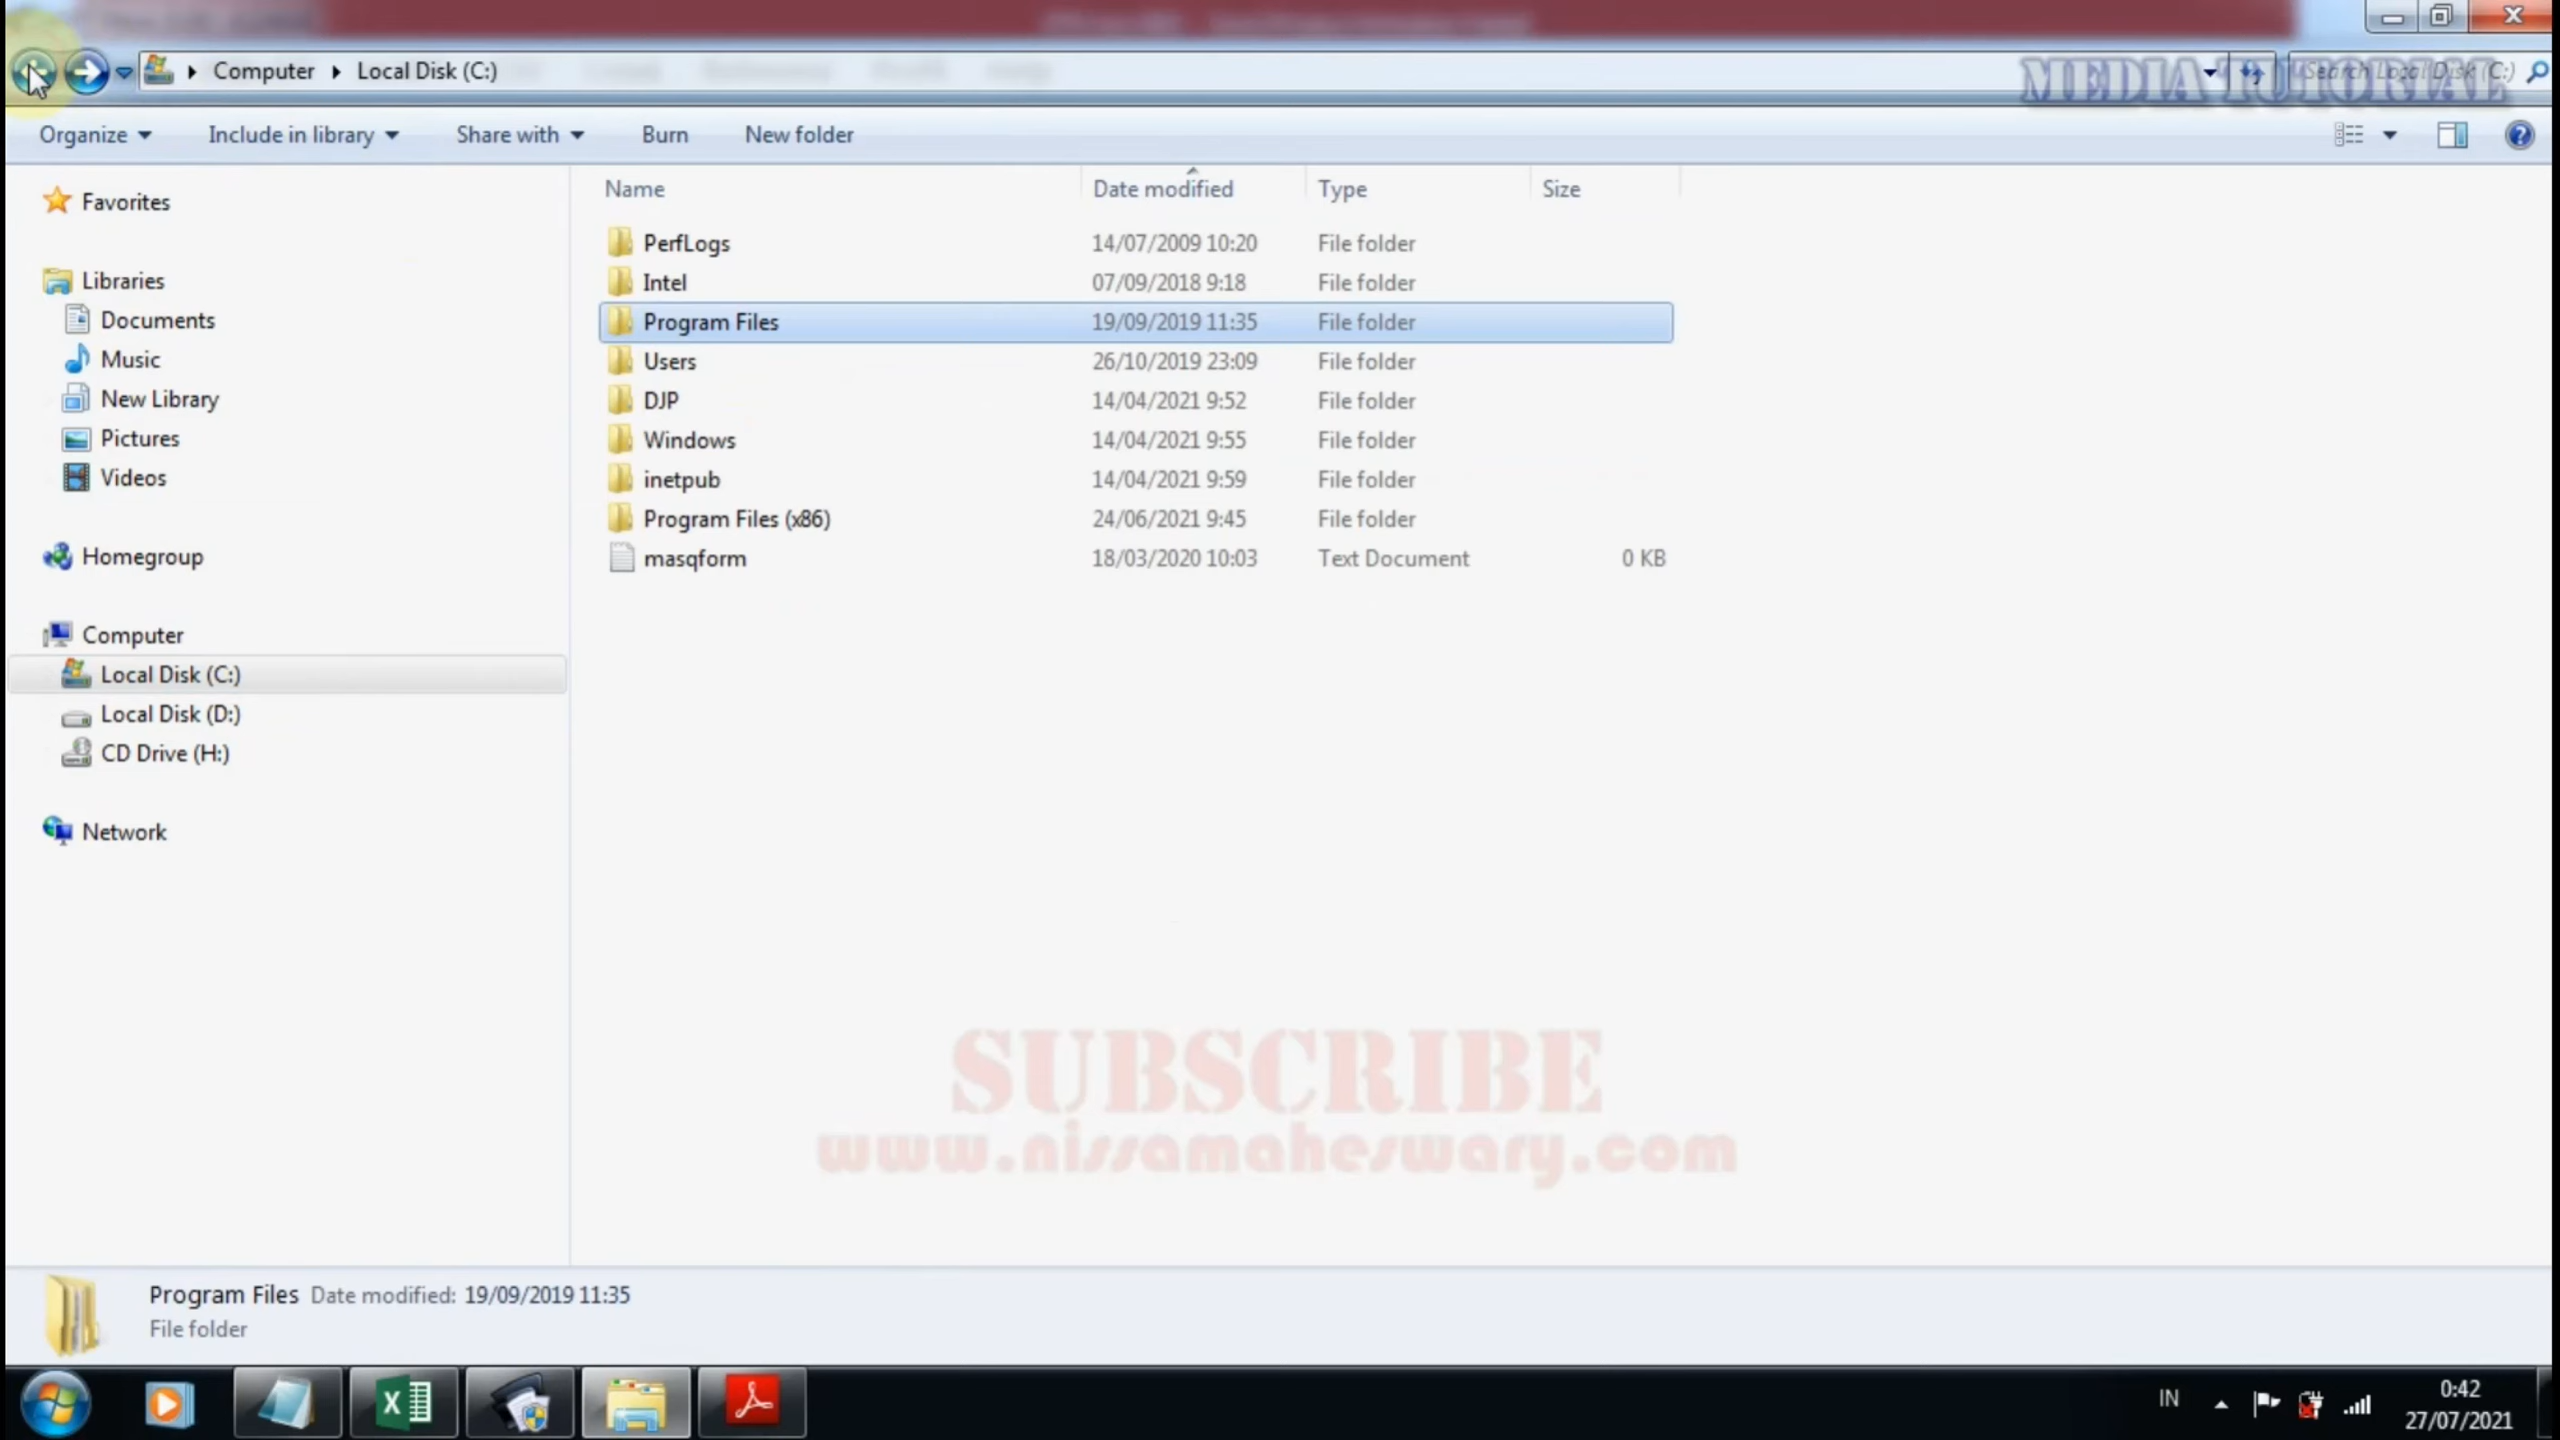 Computer Local Disk (C:)
MEDIA TUTORIAL
Search Local Disk (C:)
Organize Include in library Share with Burn New folder
Name Date modified Type Size
Favorites
Libraries
Documents
Music
New Library
Pictures
Videos
Homegroup
Computer
Local Disk (C:)
Local Disk (D:)
CD Drive (H:)
Network
PerfLogs 14/07/2009 10:20 File folder
Intel 07/09/2018 9:18 File folder
Program Files 19/09/2019 11:35 File folder
Users 26/10/2019 23:09 File folder
DJP 14/04/2021 9:52 File folder
Windows 14/04/2021 9:55 File folder
inetpub 14/04/2021 9:59 File folder
Program Files (x86) 24/06/2021 9:45 File folder
masqform 18/03/2020 10:03 Text Document 0 KB
SUBSCRIBE
www.nissamaheswary.com
Program Files Date modified: 19/09/2019 11:35
File folder
IN
0:42
27/07/2021